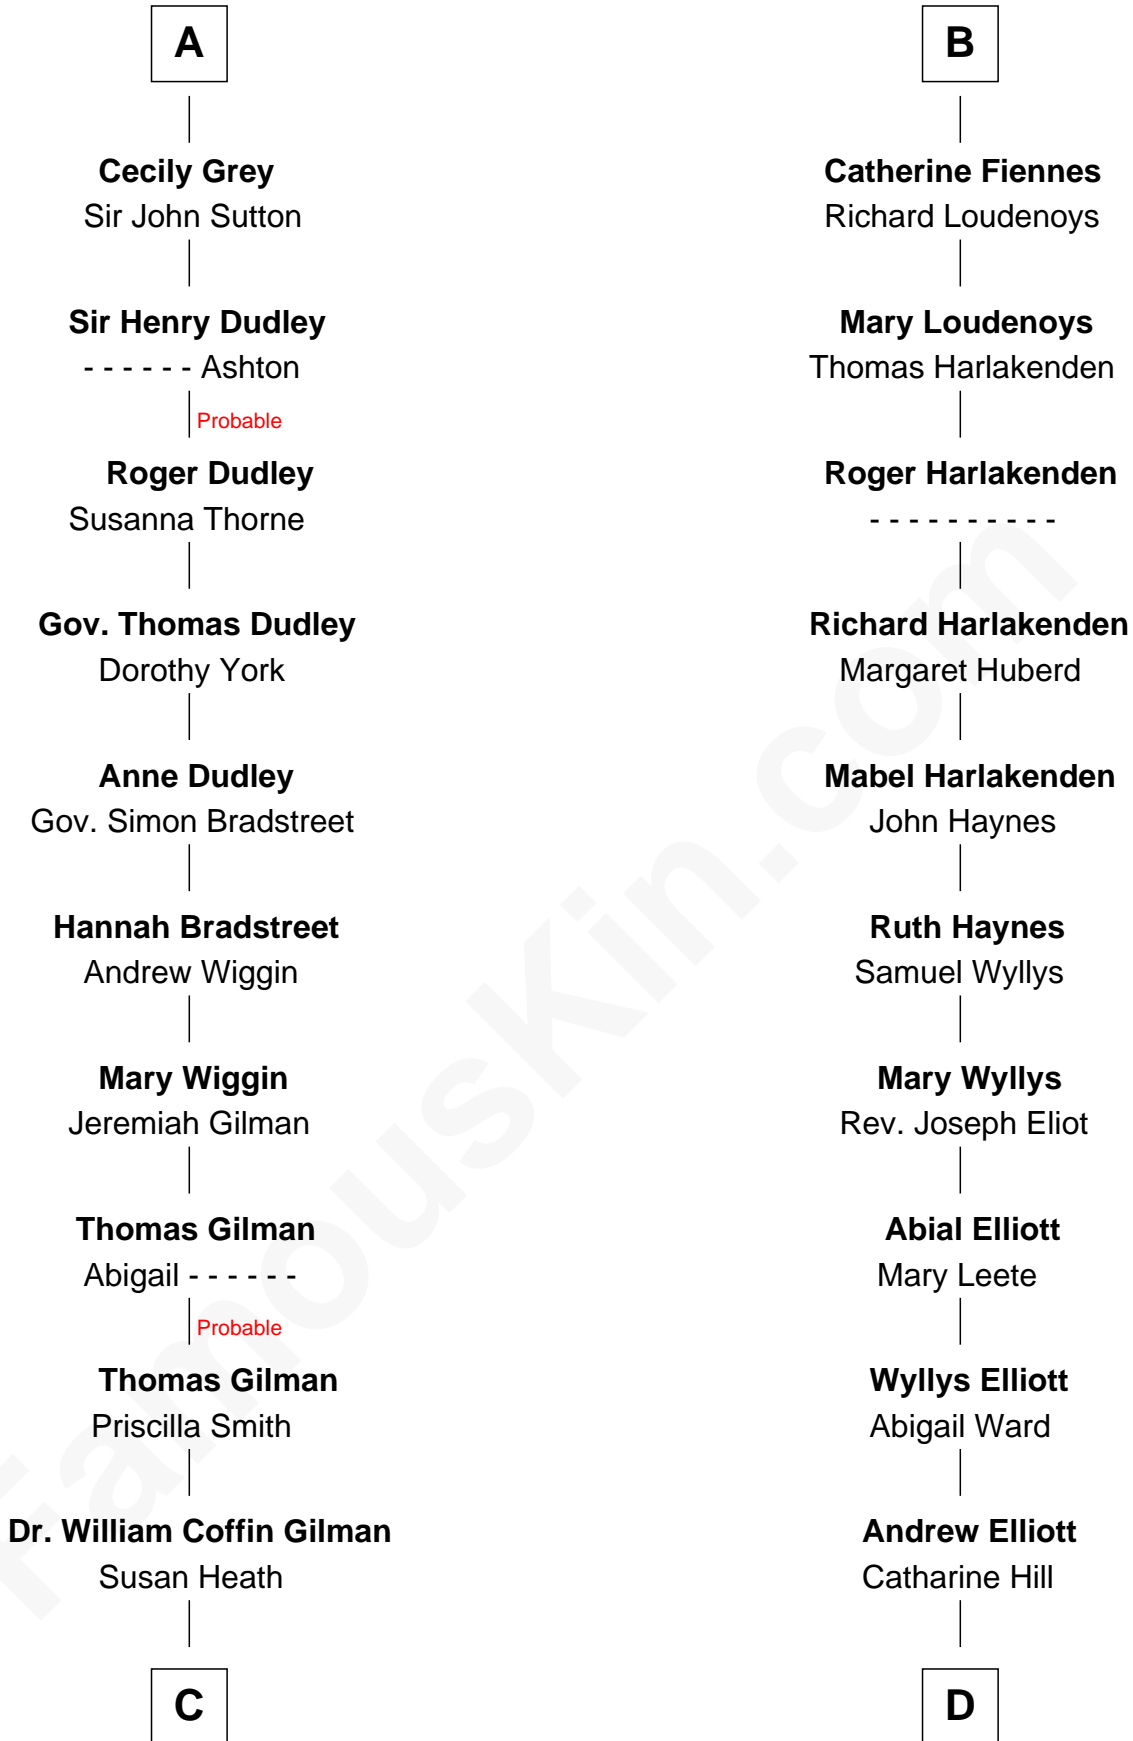 A
Cecily Grey
Sir John Sutton
Sir Henry Dudley
- - - - - - Ashton
Probable
Roger Dudley
Susanna Thorne
Gov. Thomas Dudley
Dorothy York
Anne Dudley
Gov. Simon Bradstreet
Hannah Bradstreet
Andrew Wiggin
Mary Wiggin
Jeremiah Gilman
Thomas Gilman
Abigail - - - - - -
Probable
Thomas Gilman
Priscilla Smith
Dr. William Coffin Gilman
Susan Heath
C
B
Catherine Fiennes
Richard Loudenoys
Mary Loudenoys
Thomas Harlakenden
Roger Harlakenden
- - - - - - - - - -
Richard Harlakenden
Margaret Huberd
Mabel Harlakenden
John Haynes
Ruth Haynes
Samuel Wyllys
Mary Wyllys
Rev. Joseph Eliot
Abial Elliott
Mary Leete
Wyllys Elliott
Abigail Ward
Andrew Elliott
Catharine Hill
D
FamousKin.com